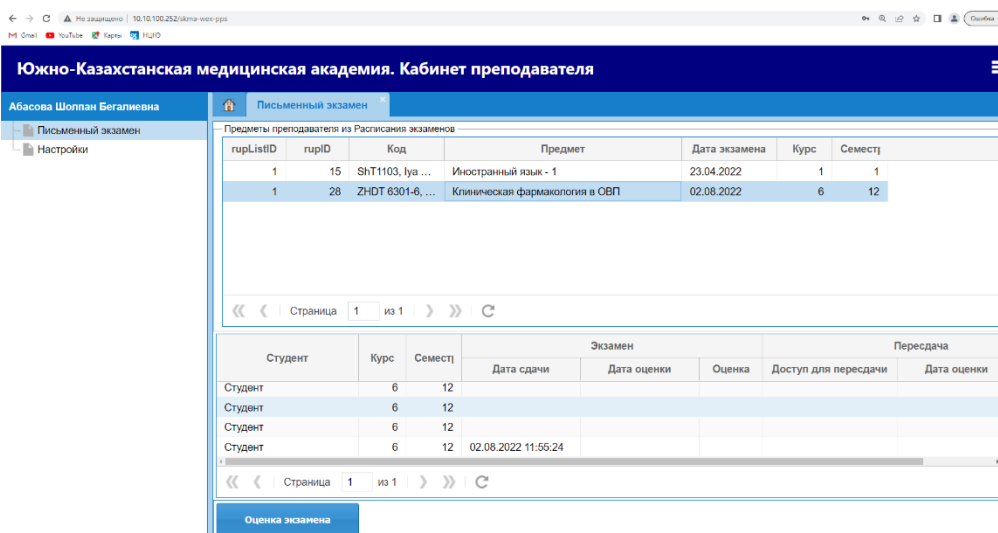 Не защищено 10.10.100.252/skma-wex-pps Ошибка
Gmail YouTube Карты НЦНЭ
Южно-Казахстанская медицинская академия. Кабинет преподавателя
Абасова Шолпан Бегалиевна
Письменный экзамен
Настройки
Письменный экзамен
Предметы преподавателя из Расписания экзаменов
rupListID rupID Код Предмет Дата экзамена Курс Семестр
1 15 ShT1103, Iya ... Иностранный язык - 1 23.04.2022 1 1
1 28 ZHDT 6301-6, ... Клиническая фармакология в ОВП 02.08.2022 6 12
Страница 1 из 1
Студент Курс Семестр Экзамен Пересдача
Дата сдачи Дата оценки Оценка Доступ для пересдачи Дата оценки
Студент 6 12
Студент 6 12
Студент 6 12
Студент 6 12 02.08.2022 11:55:24
Страница 1 из 1
Оценка экзамена